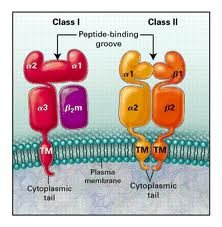 Class I
Class II
Peptide-binding
groove
α2
α1
α1
β1
α3
β2m
α2
β2
TM
TM
TM
Plasma
membrane
Cytoplasmic
tail
Cytoplasmic
tail